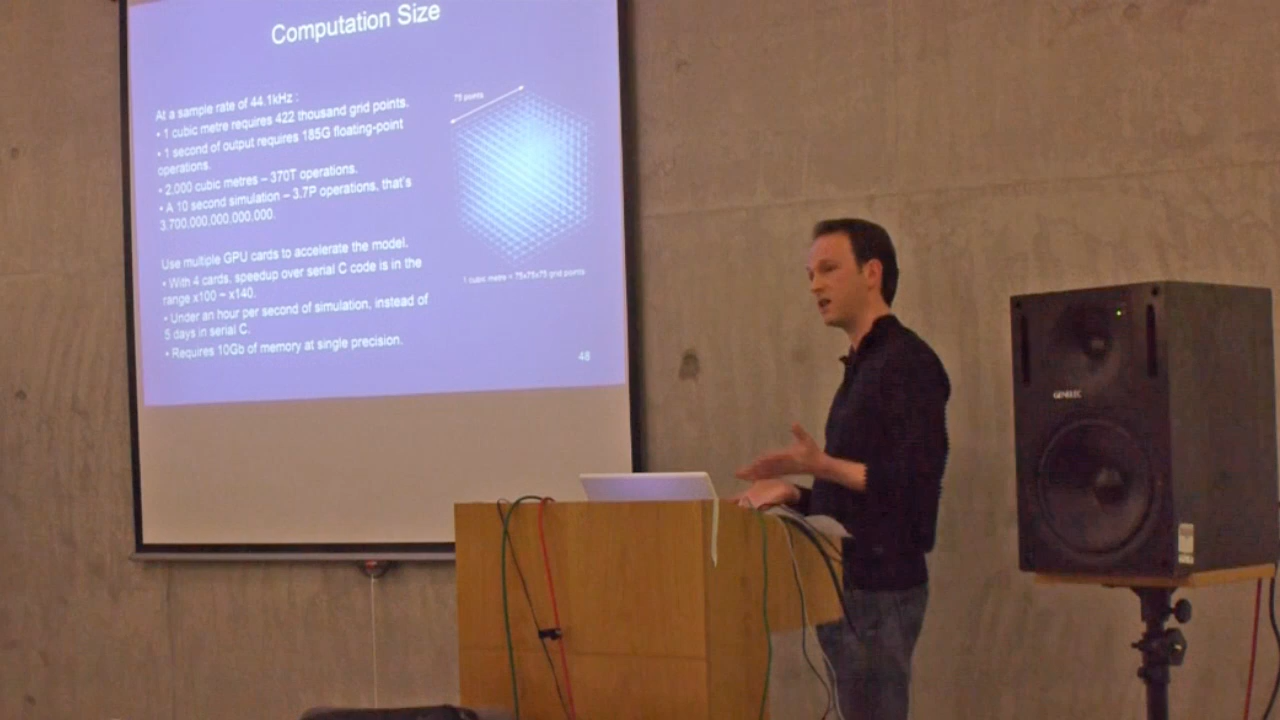 Computation Size
At a sample rate of 44.1kHz :
• 1 cubic metre requires 422 thousand grid points.
• 1 second of output requires 185G floating-point
operations.
• 2,000 cubic metres – 370T operations.
• A 10 second simulation – 3.7P operations, that's
3,700,000,000,000,000.
Use multiple GPU cards to accelerate the model.
• With 4 cards, speedup over serial C code is in the
range x100 – x140.
• Under an hour per second of simulation, instead of
5 days in serial C.
• Requires 10Gb of memory at single precision.
75 points
1 cubic metre = 75x75x75 grid points
48
GENELEC